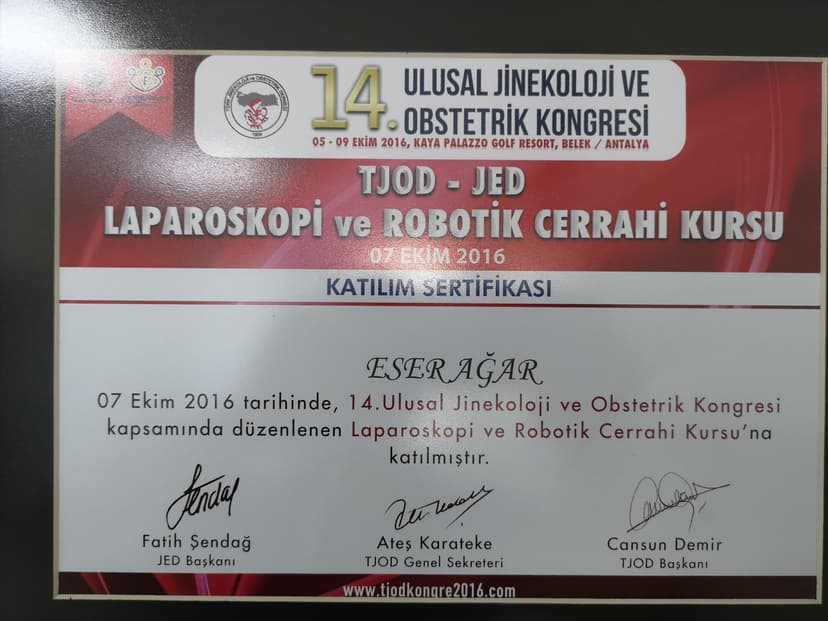 14. ULUSAL JİNEKOLOJİ VE
OBSTETRİK KONGRESİ
05 - 09 EKİM 2016, KAYA PALAZZO GOLF RESORT, BELEK / ANTALYA
TJOD - JED
LAPAROSKOPİ ve ROBOTİK CERRAHİ KURSU
07 EKİM 2016
KATILIM SERTİFİKASI
ESER AĞAR
07 Ekim 2016 tarihinde, 14.Ulusal Jinekoloji ve Obstetrik Kongresi
kapsamında düzenlenen Laparoskopi ve Robotik Cerrahi Kursu'na
katılmıştır.
Fatih Şendağ
JED Başkanı
Ateş Karateke
TJOD Genel Sekreteri
Cansun Demir
TJOD Başkanı
www.tjodkongre2016.com